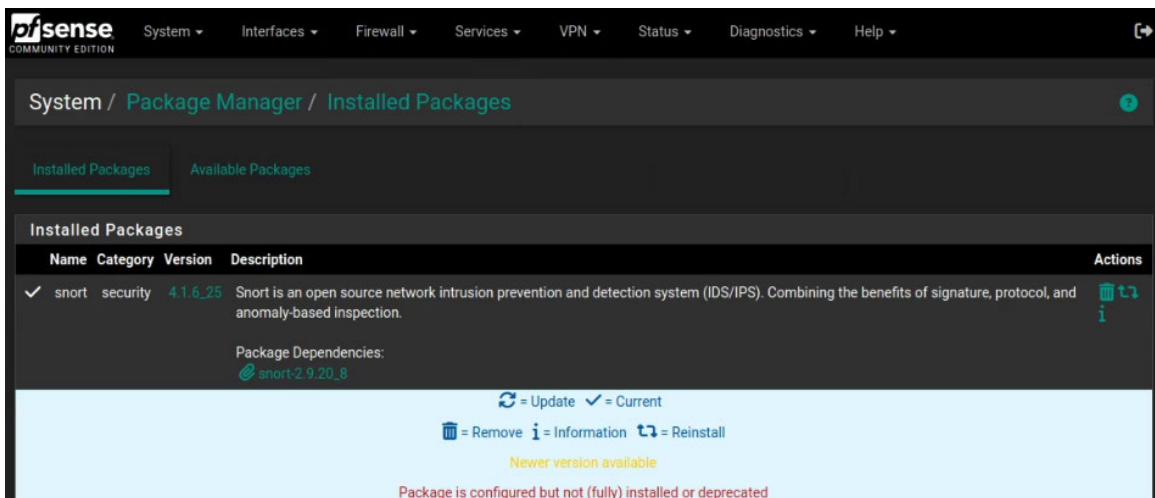 pfsense
COMMUNITY EDITION
System Interfaces Firewall Services VPN Status Diagnostics Help
System / Package Manager / Installed Packages
Installed Packages Available Packages
Installed Packages
Name Category Version Description Actions
snort security 4.1.6_25 Snort is an open source network intrusion prevention and detection system (IDS/IPS). Combining the benefits of signature, protocol, and
anomaly-based inspection.
Package Dependencies:
snort-2.9.20_8
= Update = Current
= Remove = Information = Reinstall
Newer version available
Package is configured but not (fully) installed or deprecated